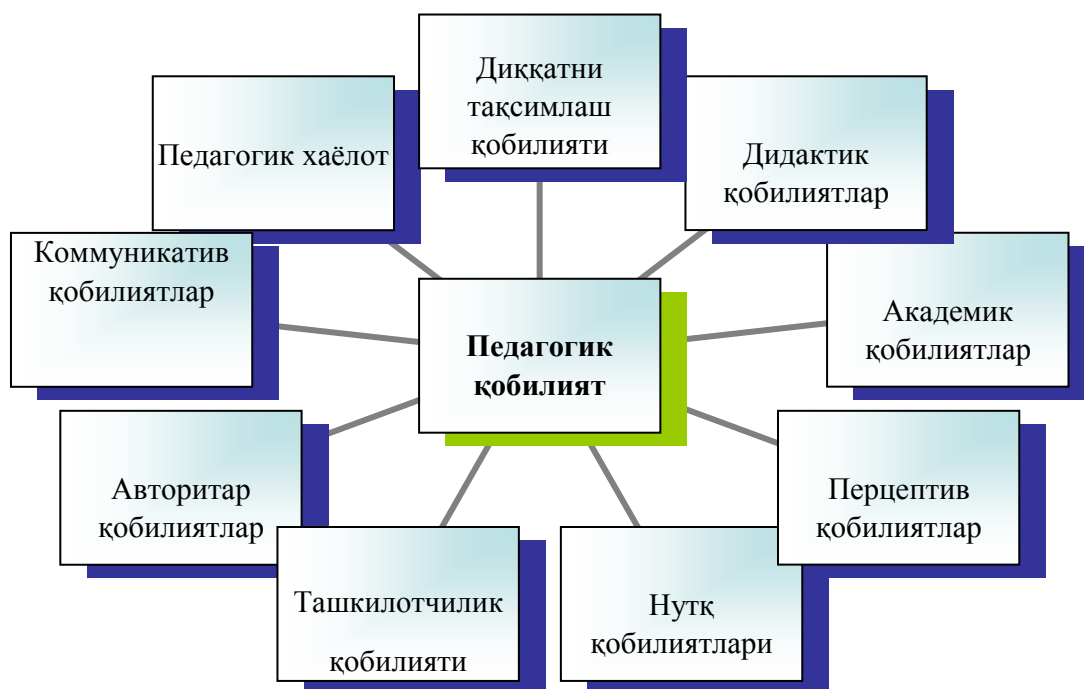 Диққатни
тақсимлаш
қобилияти
Педагогик хаёлот
Дидактик
қобилиятлар
Коммуникатив
қобилиятлар
Академик
қобилиятлар
Педагогик
қобилият
Авторитар
қобилиятлар
Перцептив
қобилиятлар
Ташкилотчилик
қобилияти
Нутқ
қобилиятлари